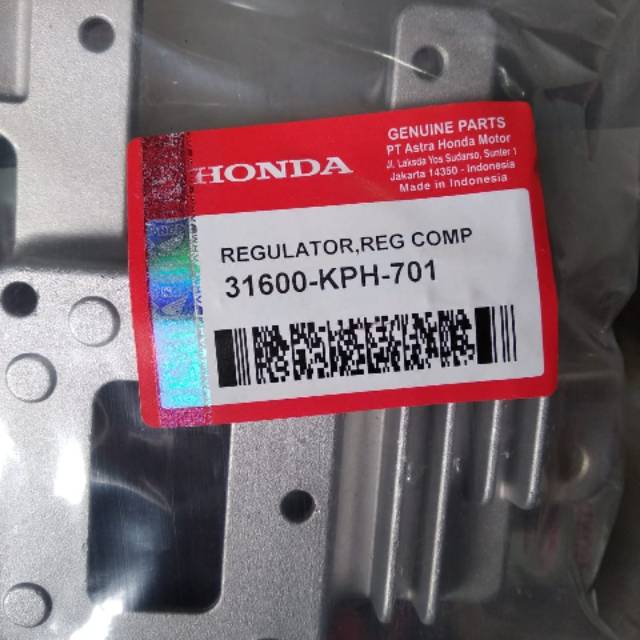 HONDA
GENUINE PARTS
PT Astra Honda Motor
Jl. Laksda Yos Sudarso, Sunter 1
Jakarta 14350 - Indonesia
Made in Indonesia
REGULATOR,REG COMP
31600-KPH-701